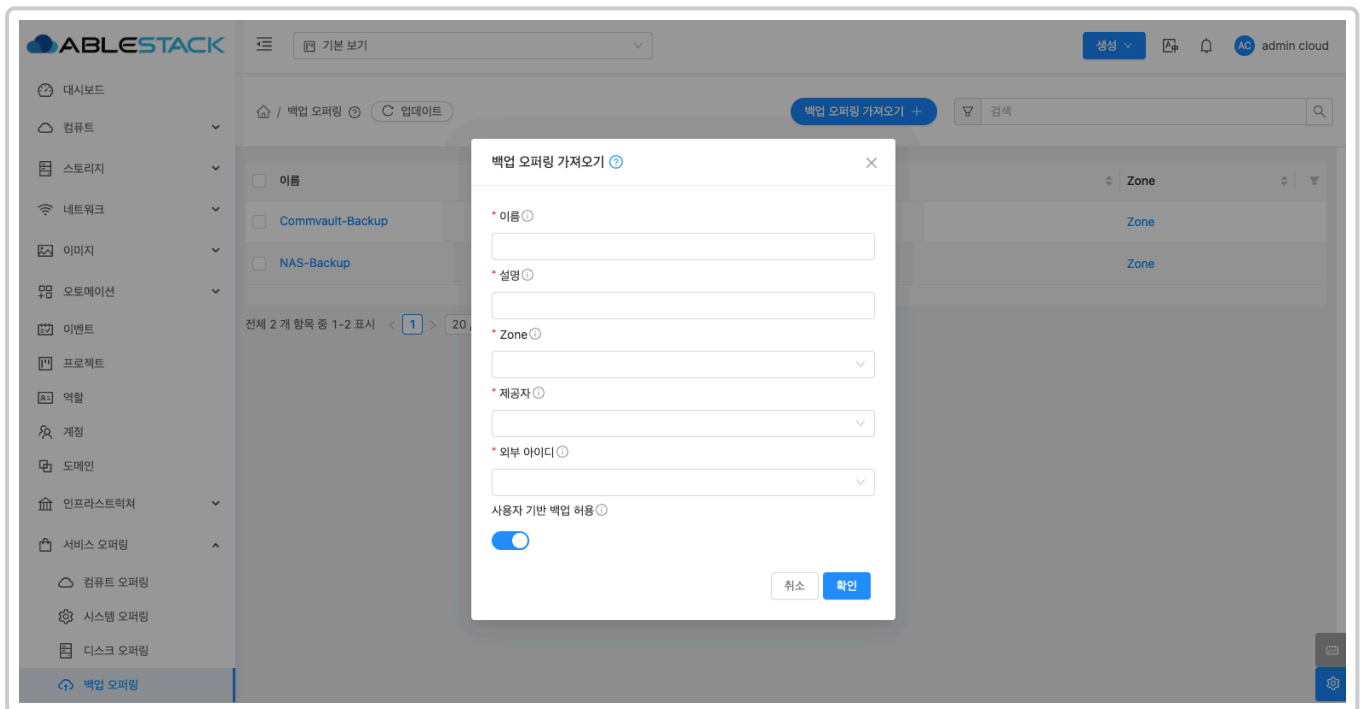 ABLESTACK
기본 보기
생성
AC admin cloud
대시보드
컴퓨트
스토리지
네트워크
이미지
오토메이션
이벤트
프로젝트
역할
계정
도메인
인프라스트럭쳐
서비스 오퍼링
컴퓨트 오퍼링
시스템 오퍼링
디스크 오퍼링
백업 오퍼링
/ 백업 오퍼링 업데이트
백업 오퍼링 가져오기 +
검색
이름
Zone
Commvault-Backup
Zone
NAS-Backup
Zone
전체 2 개 항목 중 1-2 표시 < 1 > 20 /
백업 오퍼링 가져오기
* 이름
* 설명
* Zone
* 제공자
* 외부 아이디
사용자 기반 백업 허용
취소
확인